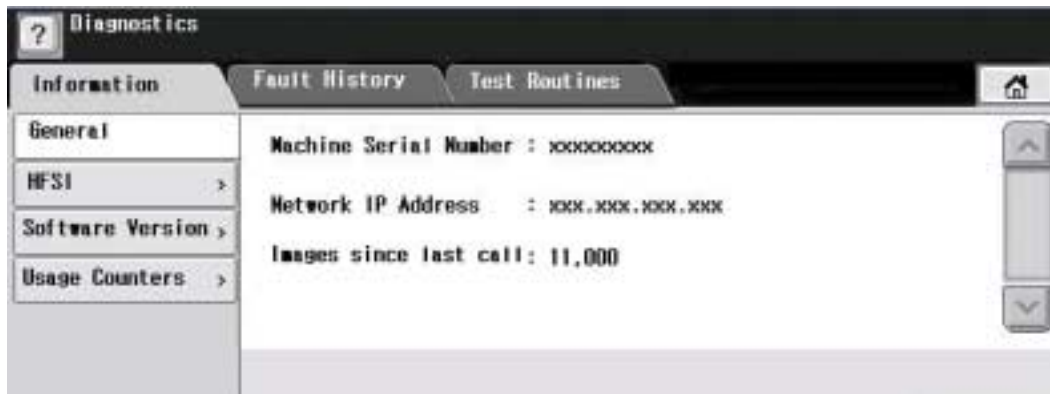 ? Diagnostics
Information
Fault History
Test Routines
General
HFSI >
Software Version >
Usage Counters >
Machine Serial Number : xxxxxxxxx
Network IP Address : xxx.xxx.xxx.xxx
Images since last call: 11,000